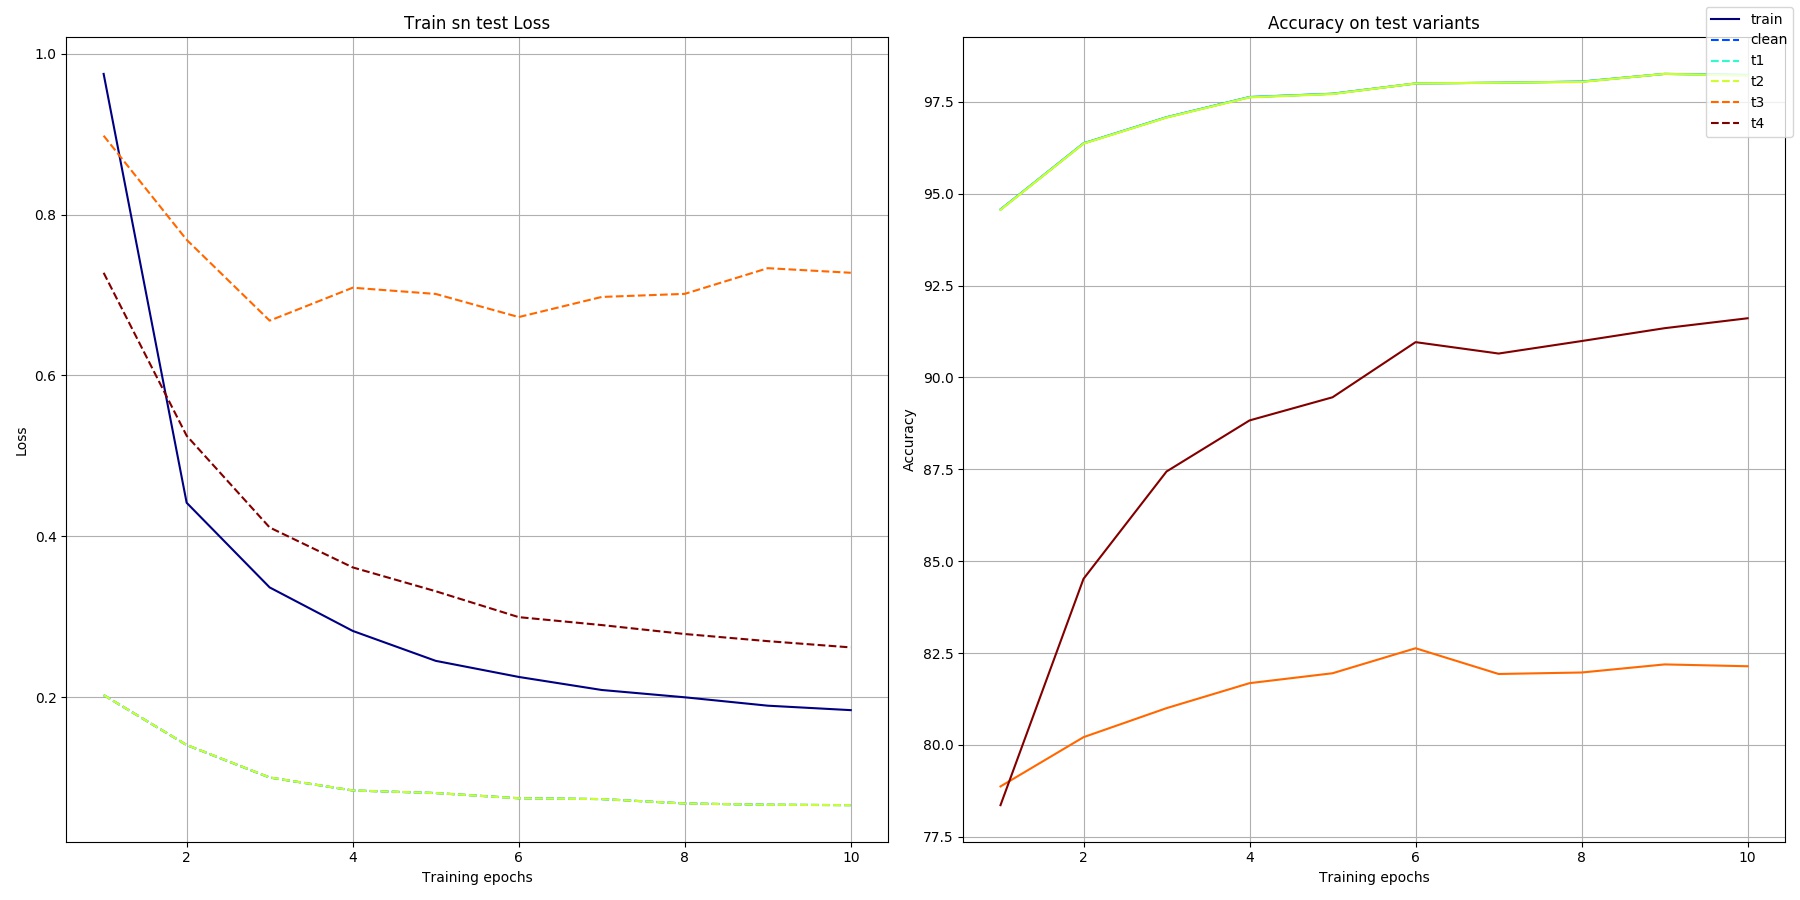 Train sn test Loss
1.0
0.8
0.6
0.4
0.2
Loss
2 4 6 8 10
Training epochs
Accuracy on test variants
97.5
95.0
92.5
90.0
87.5
85.0
82.5
80.0
77.5
Accuracy
2 4 6 8 10
Training epochs
train
clean
t1
t2
t3
t4